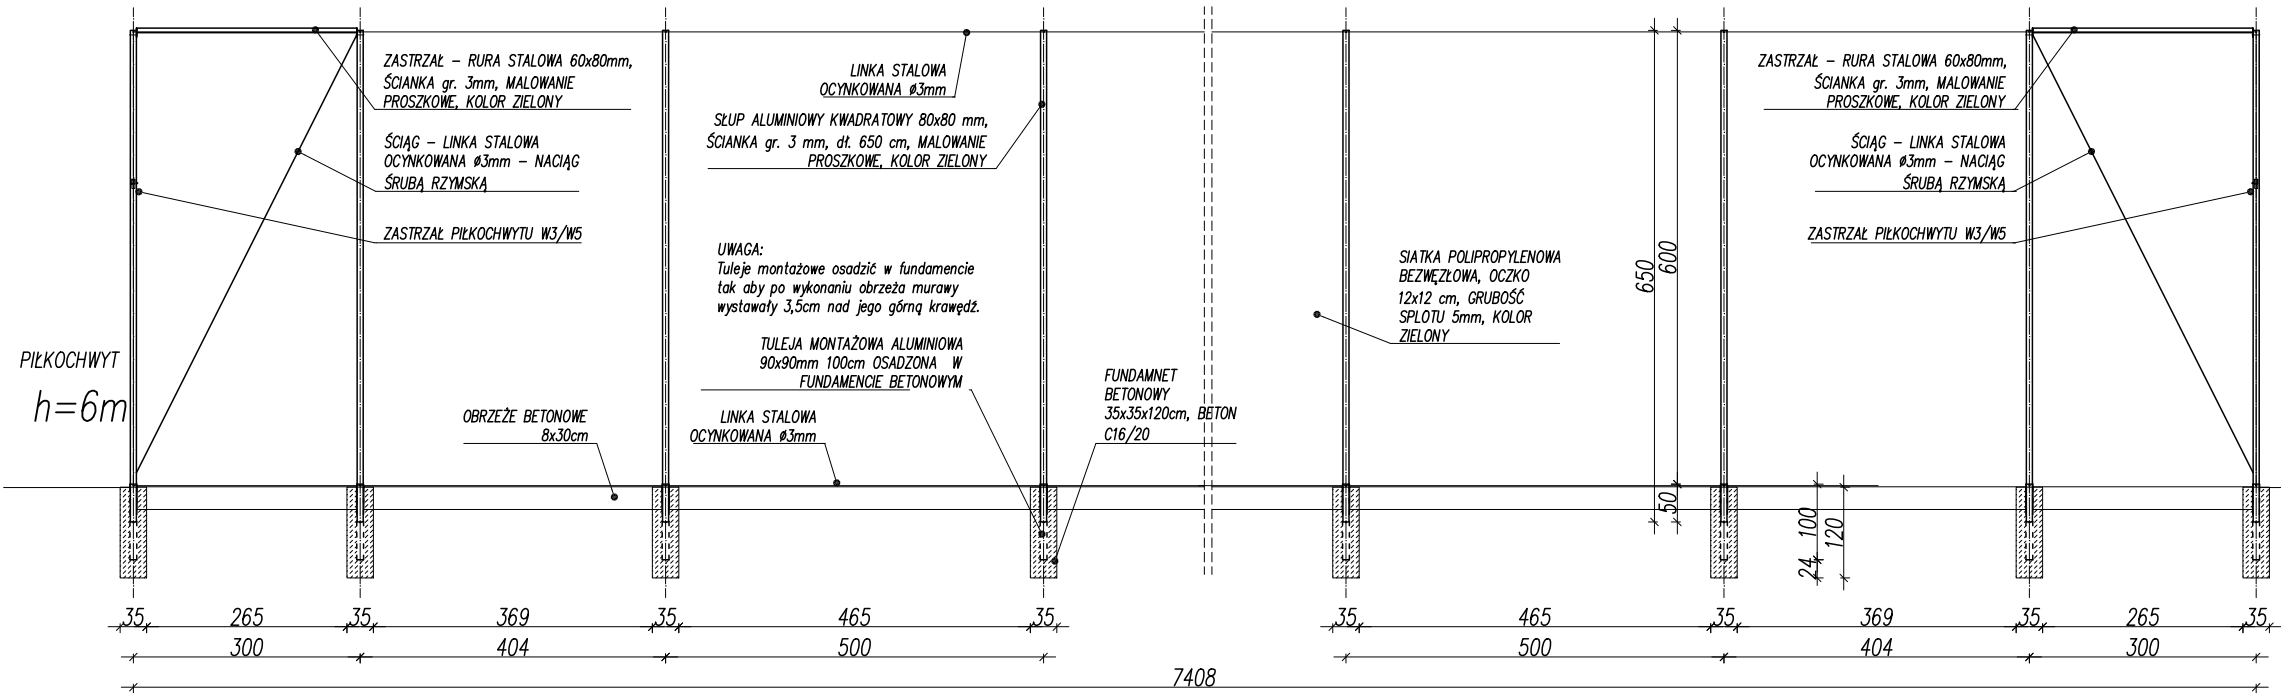 ZASTRZAŁ – RURA STALOWA 60x80mm,
ŚCIANKA gr. 3mm, MALOWANIE
PROSZKOWE, KOLOR ZIELONY
ŚCIĄG – LINKA STALOWA
OCYNKOWANA ø3mm – NACIĄG
ŚRUBĄ RZYMSKĄ
ZASTRZAŁ PIŁKOCHWYTU W3/W5
LINKA STALOWA
OCYNKOWANA ø3mm
SŁUP ALUMINIOWY KWADRATOWY 80x80 mm,
ŚCIANKA gr. 3 mm, dł. 650 cm, MALOWANIE
PROSZKOWE, KOLOR ZIELONY
UWAGA:
Tuleje montażowe osadzić w fundamencie
tak aby po wykonaniu obrzeża murawy
wystawały 3,5cm nad jego górną krawędź.
TULEJA MONTAŻOWA ALUMINIOWA
90x90mm 100cm OSADZONA W
FUNDAMENCIE BETONOWYM
PIŁKOCHWYT
h=6m
OBRZEŻE BETONOWE
8x30cm
LINKA STALOWA
OCYNKOWANA ø3mm
FUNDAMNET
BETONOWY
35x35x120cm, BETON
C16/20
SIATKA POLIPROPYLENOWA
BEZWĘZŁOWA, OCZKO
12x12 cm, GRUBOŚĆ
SPLOTU 5mm, KOLOR
ZIELONY
ZASTRZAŁ – RURA STALOWA 60x80mm,
ŚCIANKA gr. 3mm, MALOWANIE
PROSZKOWE, KOLOR ZIELONY
ŚCIĄG – LINKA STALOWA
OCYNKOWANA ø3mm – NACIĄG
ŚRUBĄ RZYMSKĄ
ZASTRZAŁ PIŁKOCHWYTU W3/W5
650
600
50
100
24
120
35 265 35 369 35 465 35 35 465 35 369 35 265 35
300 404 500 500 404 300
7408